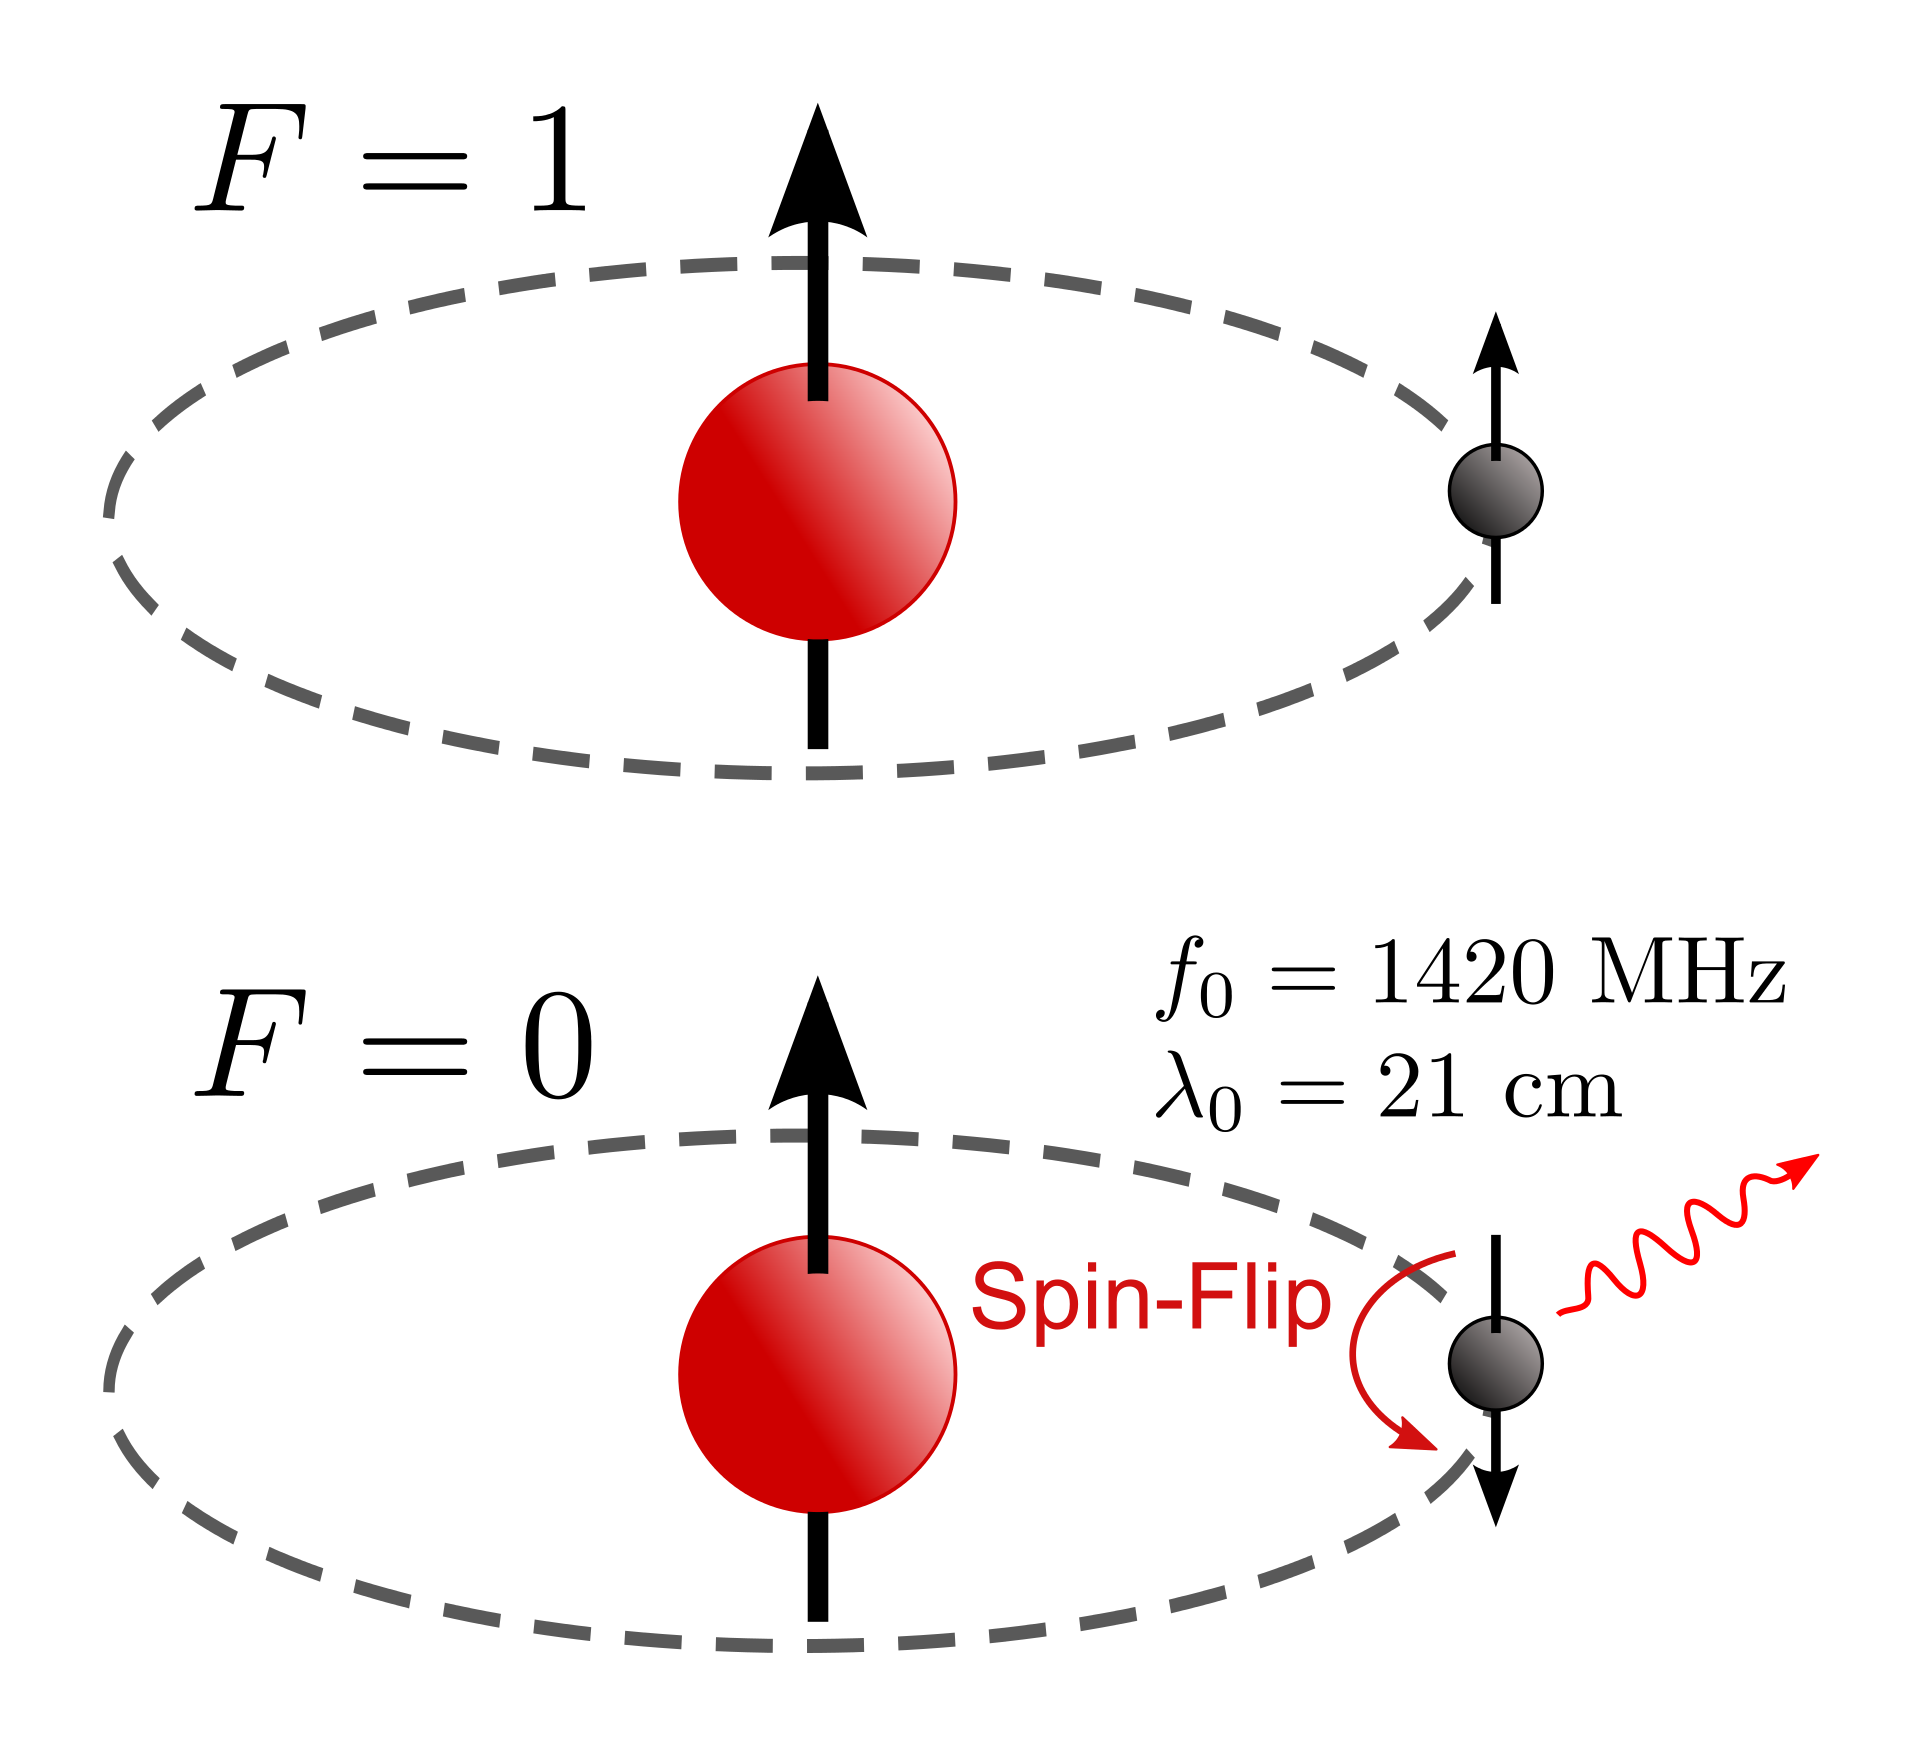 F = 1
F = 0
f₀ = 1420 MHz
λ₀ = 21 cm
Spin-Flip